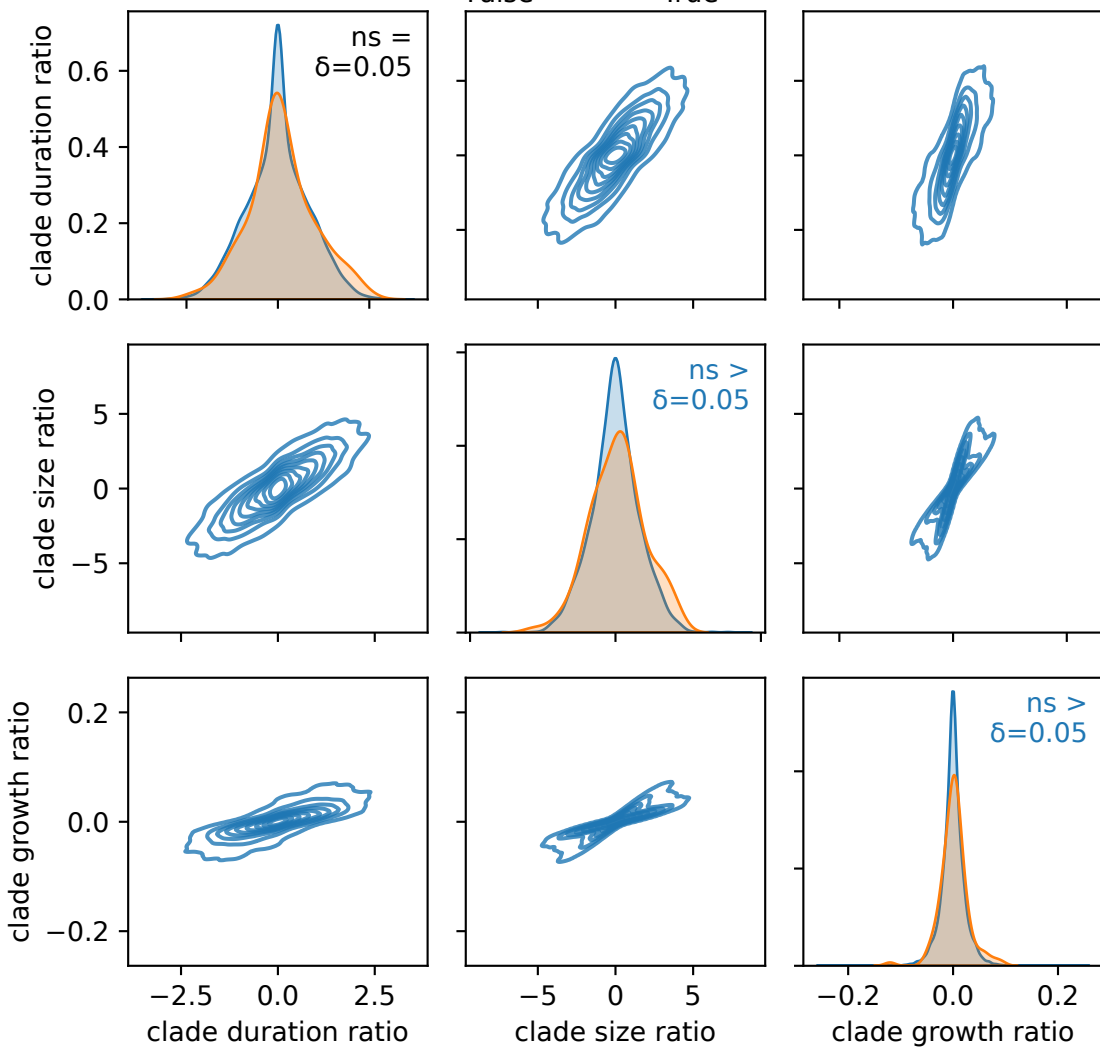 ns =
δ=0.05
0.6
0.4
0.2
0.0
clade duration ratio
ns >
δ=0.05
5
0
−5
clade size ratio
ns >
δ=0.05
0.2
0.0
−0.2
clade growth ratio
−2.5 0.0 2.5
−5 0 5
−0.2 0.0 0.2
clade duration ratio
clade size ratio
clade growth ratio